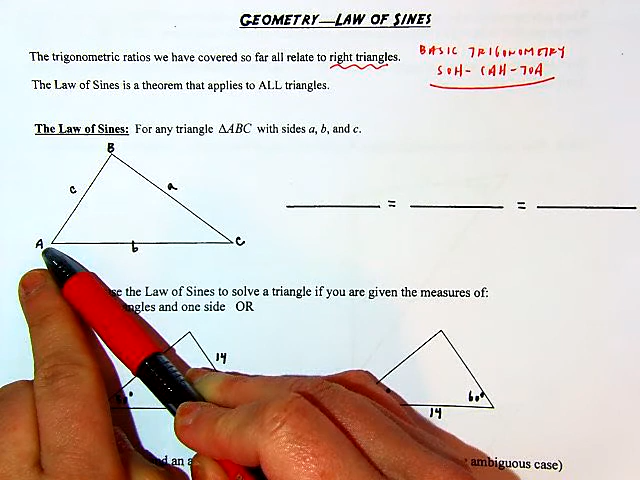 GEOMETRY—LAW OF SINES
The trigonometric ratios we have covered so far all relate to right triangles.
BASIC TRIGONOMETRY
SOH- CAH-TOA
The Law of Sines is a theorem that applies to ALL triangles.
The Law of Sines: For any triangle ΔABC with sides a, b, and c.
B
c a
= =
A b C
the Law of Sines to solve a triangle if you are given the measures of:
and one side OR
14
60°
14
ambiguous case)